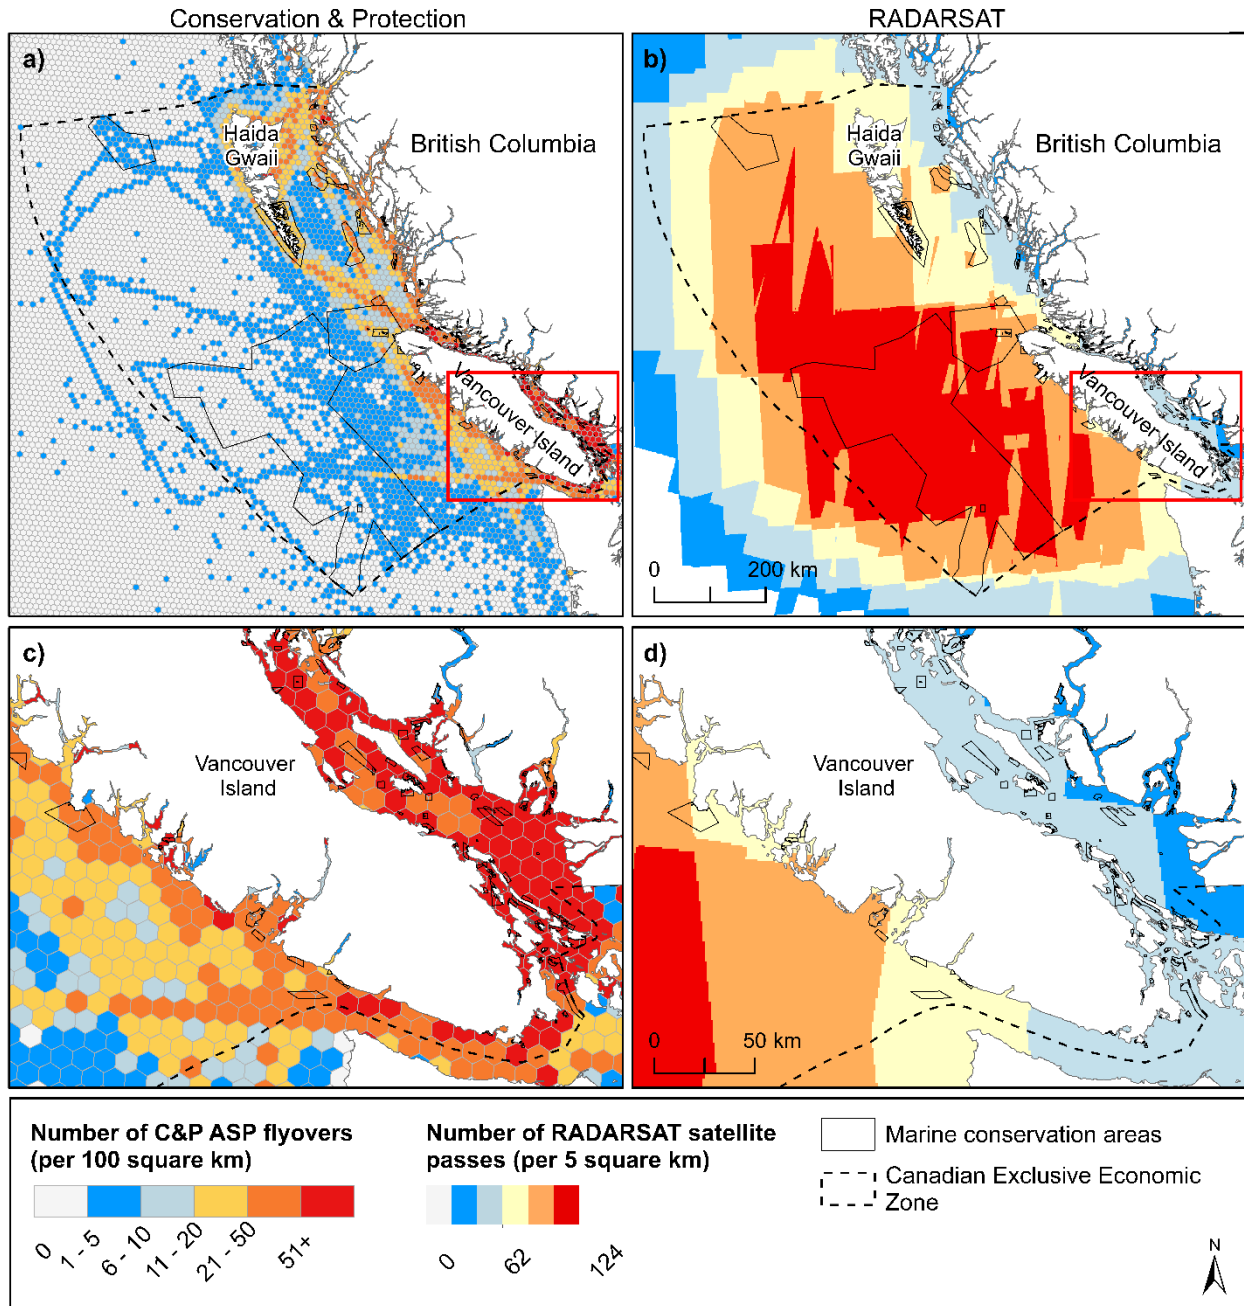 Conservation & Protection
RADARSAT
a)
Haida
Gwaii
British Columbia
Vancouver Island
b)
Haida
Gwaii
British Columbia
Vancouver Island
0 200 km
c)
Vancouver
Island
d)
Vancouver
Island
0 50 km
Number of C&P ASP flyovers
(per 100 square km)
0
1 - 5
6 - 10
11 - 20
21 - 50
51+
Number of RADARSAT satellite
passes (per 5 square km)
0
62
124
Marine conservation areas
Canadian Exclusive Economic
Zone
N